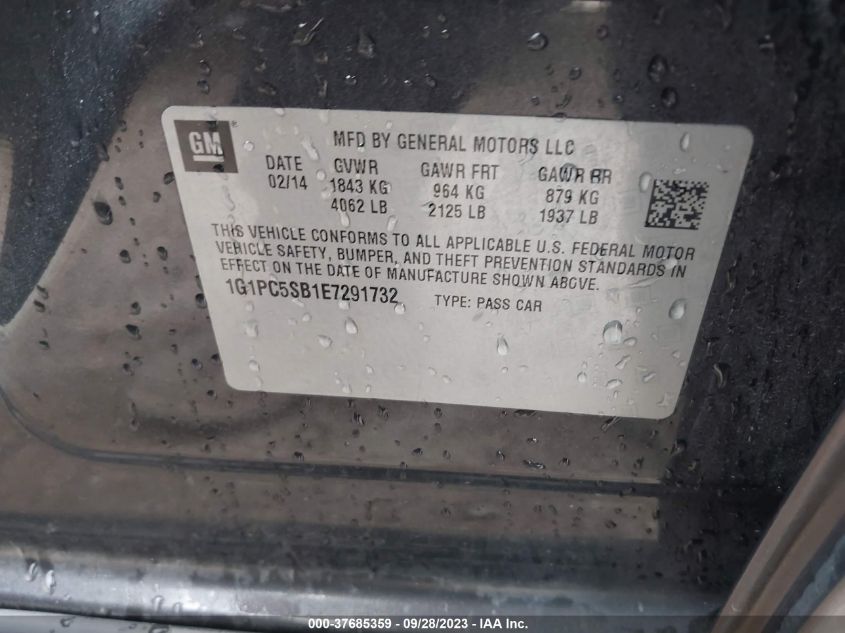 GM®
MFD BY GENERAL MOTORS LLC
DATE GVWR GAWR FRT GAWR RR
02/14 1843 KG 964 KG 879 KG
4062 LB 2125 LB 1937 LB
THIS VEHICLE CONFORMS TO ALL APPLICABLE U.S. FEDERAL MOTOR
VEHICLE SAFETY, BUMPER, AND THEFT PREVENTION STANDARDS IN
EFFECT ON THE DATE OF MANUFACTURE SHOWN ABOVE.
1G1PC5SB1E7291732 TYPE: PASS CAR
000-37685359 - 09/28/2023 - IAA Inc.